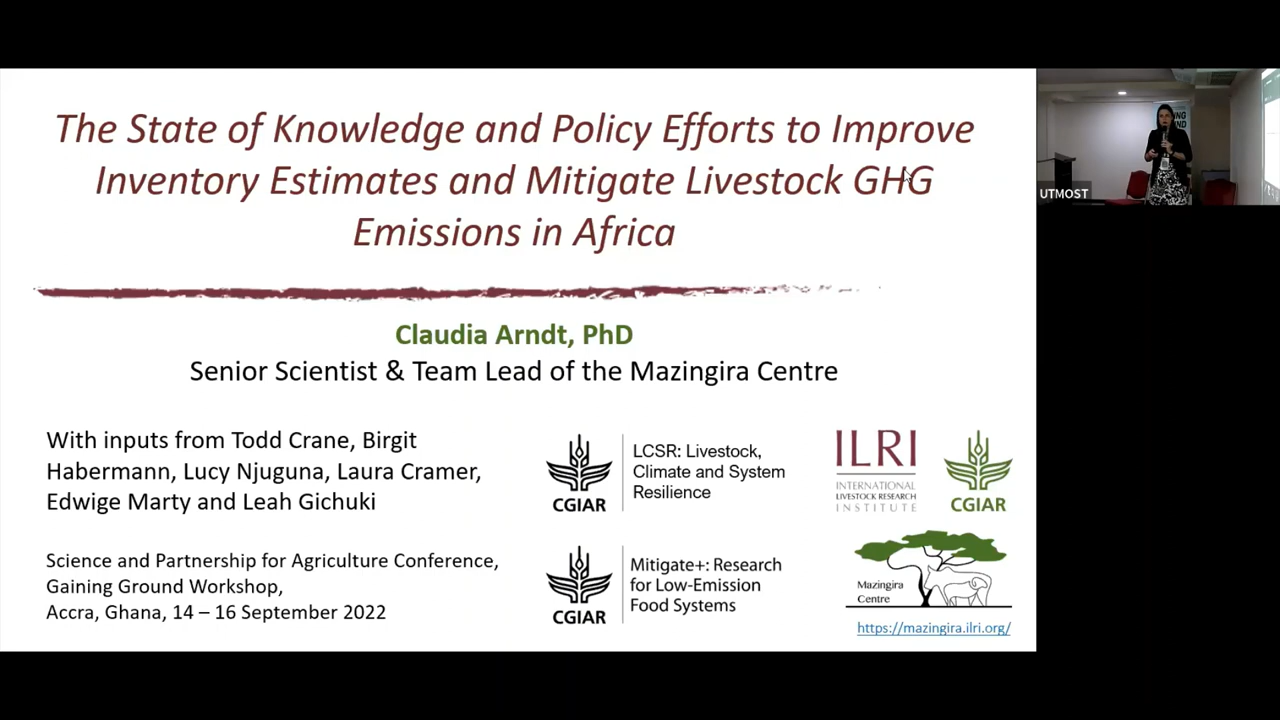 The State of Knowledge and Policy Efforts to Improve
Inventory Estimates and Mitigate Livestock GHG
Emissions in Africa
Claudia Arndt, PhD
Senior Scientist & Team Lead of the Mazingira Centre
With inputs from Todd Crane, Birgit
Habermann, Lucy Njuguna, Laura Cramer,
Edwige Marty and Leah Gichuki
Science and Partnership for Agriculture Conference,
Gaining Ground Workshop,
Accra, Ghana, 14 – 16 September 2022
CGIAR
LCSR: Livestock,
Climate and System
Resilience
CGIAR
Mitigate+: Research
for Low-Emission
Food Systems
ILRI
INTERNATIONAL
LIVESTOCK RESEARCH
INSTITUTE
CGIAR
Mazingira
Centre
https://mazingira.ilri.org/
UTMOST